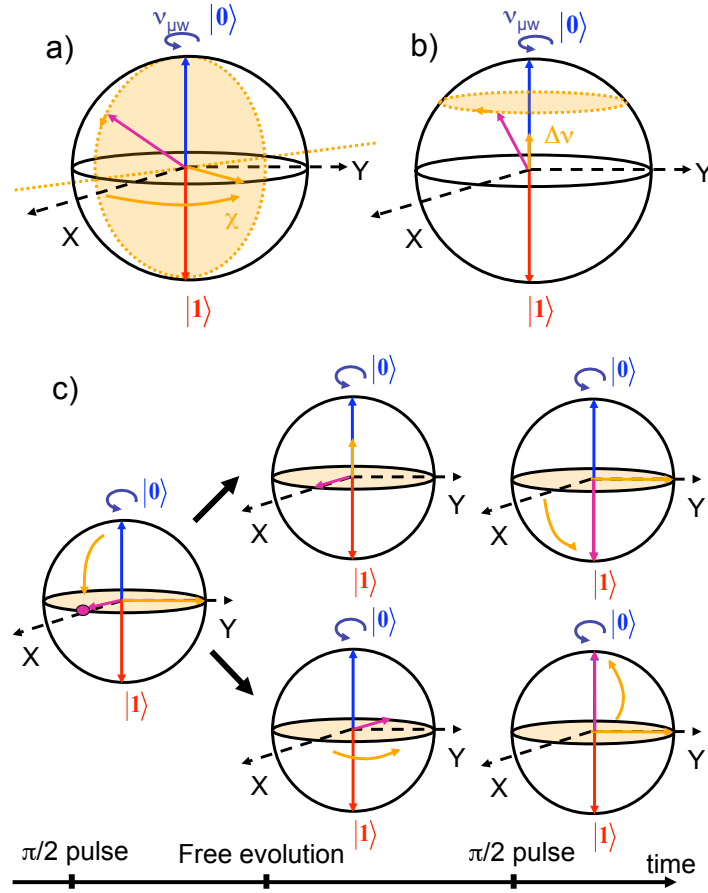 a)
ν_μw |0⟩
Y
X
χ
|1⟩
b)
ν_μw |0⟩
Δν
Y
X
|1⟩
c)
|0⟩
Y
X
|1⟩
|0⟩
Y
X
|1⟩
|0⟩
Y
X
|1⟩
|0⟩
Y
X
|1⟩
|0⟩
Y
X
|1⟩
π/2 pulse
Free evolution
π/2 pulse
time